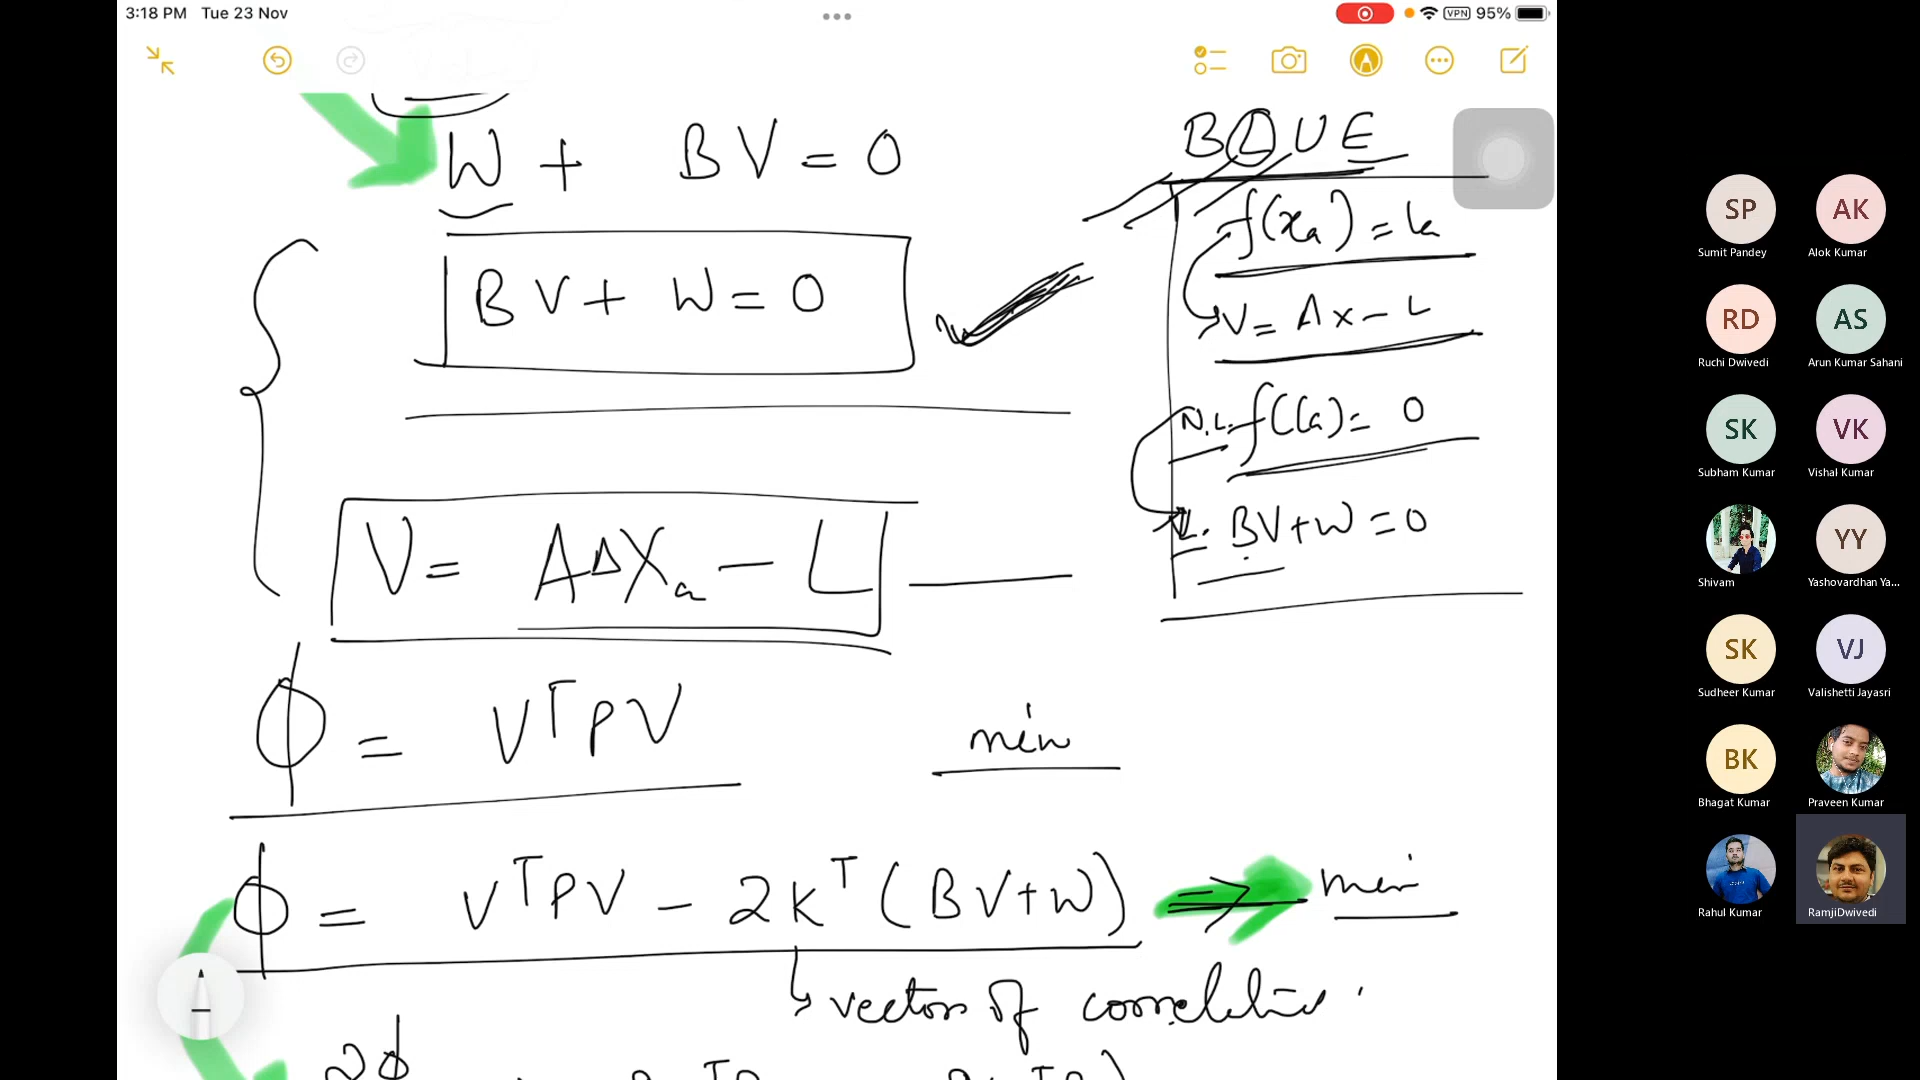 3:18 PM Tue 23 Nov
VPN 95%
W + BV = 0
BV + W = 0
V = AΔXₐ - L
ϕ = VᵀPV min
ϕ = VᵀPV - 2Kᵀ(BV+W) ⇒ min
vector of correlative
BLUE
f(xₐ) = lₐ
V = Ax - L
N.L. f(lₐ) = 0
L. BV+W = 0
SP
AK
Sumit Pandey
Alok Kumar
RD
AS
Ruchi Dwivedi
Arun Kumar Sahani
SK
VK
Subham Kumar
Vishal Kumar
YY
Shivam
Yashovardhan Ya...
SK
VJ
Sudheer Kumar
Valishetti Jayasri
BK
Bhagat Kumar
Praveen Kumar
Rahul Kumar
RamjiDwivedi